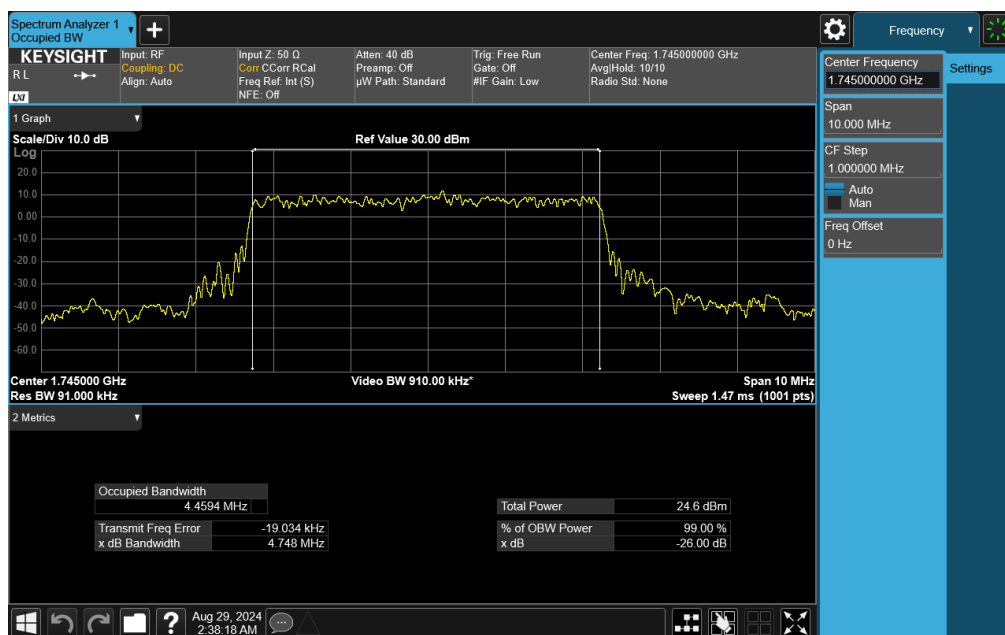 Spectrum Analyzer 1
Occupied BW
Frequency
KEYSIGHT
R L
LXI
Input: RF
Coupling: DC
Align: Auto
Input Z: 50 Ω
Corr CCorr RCal
Freq Ref: Int (S)
NFE: Off
Atten: 40 dB
Preamp: Off
µW Path: Standard
Trig: Free Run
Gate: Off
#IF Gain: Low
Center Freq: 1.745000000 GHz
Avg|Hold: 10/10
Radio Std: None
Center Frequency
1.745000000 GHz
Settings
Span
10.000 MHz
CF Step
1.000000 MHz
Auto
Man
Freq Offset
0 Hz
1 Graph
Scale/Div 10.0 dB
Ref Value 30.00 dBm
Log
20.0
10.0
0.00
-10.0
-20.0
-30.0
-40.0
-50.0
-60.0
Center 1.745000 GHz
Video BW 910.00 kHz*
Span 10 MHz
Res BW 91.000 kHz
Sweep 1.47 ms (1001 pts)
2 Metrics
Occupied Bandwidth
4.4594 MHz
Total Power 24.6 dBm
Transmit Freq Error -19.034 kHz
% of OBW Power 99.00 %
x dB Bandwidth 4.748 MHz
x dB -26.00 dB
?
Aug 29, 2024
2:38:18 AM